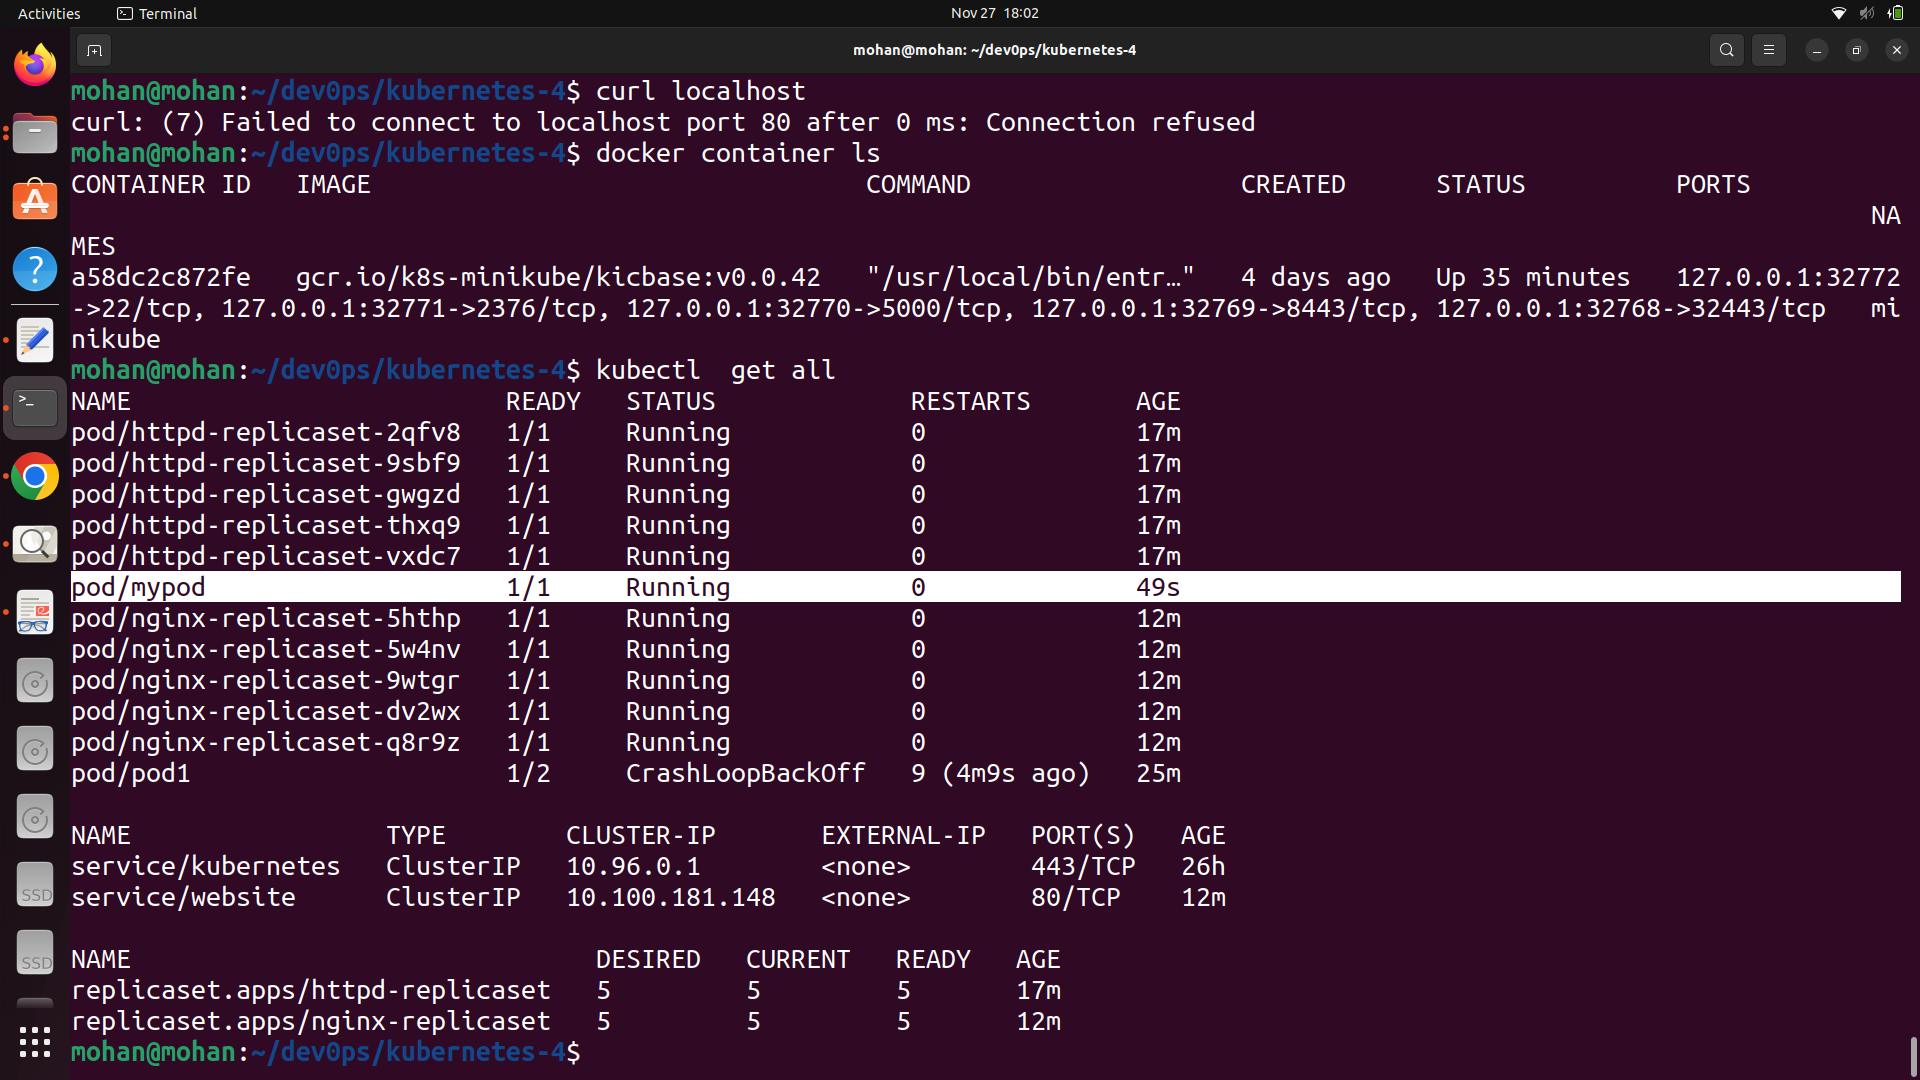 Activities Terminal Nov 27 18:02
mohan@mohan: ~/dev0ps/kubernetes-4
mohan@mohan:~/dev0ps/kubernetes-4$ curl localhost
curl: (7) Failed to connect to localhost port 80 after 0 ms: Connection refused
mohan@mohan:~/dev0ps/kubernetes-4$ docker container ls
CONTAINER ID   IMAGE                                 COMMAND                  CREATED      STATUS          PORTS
NA
MES
a58dc2c872fe   gcr.io/k8s-minikube/kicbase:v0.0.42   "/usr/local/bin/entr…"   4 days ago   Up 35 minutes   127.0.0.1:32772
->22/tcp, 127.0.0.1:32771->2376/tcp, 127.0.0.1:32770->5000/tcp, 127.0.0.1:32769->8443/tcp, 127.0.0.1:32768->32443/tcp   mi
nikube
mohan@mohan:~/dev0ps/kubernetes-4$ kubectl  get all
NAME                         READY   STATUS             RESTARTS       AGE
pod/httpd-replicaset-2qfv8   1/1     Running            0              17m
pod/httpd-replicaset-9sbf9   1/1     Running            0              17m
pod/httpd-replicaset-gwgzd   1/1     Running            0              17m
pod/httpd-replicaset-thxq9   1/1     Running            0              17m
pod/httpd-replicaset-vxdc7   1/1     Running            0              17m
pod/mypod                    1/1     Running            0              49s
pod/nginx-replicaset-5hthp   1/1     Running            0              12m
pod/nginx-replicaset-5w4nv   1/1     Running            0              12m
pod/nginx-replicaset-9wtgr   1/1     Running            0              12m
pod/nginx-replicaset-dv2wx   1/1     Running            0              12m
pod/nginx-replicaset-q8r9z   1/1     Running            0              12m
pod/pod1                     1/2     CrashLoopBackOff   9 (4m9s ago)   25m
NAME                 TYPE        CLUSTER-IP       EXTERNAL-IP   PORT(S)   AGE
service/kubernetes   ClusterIP   10.96.0.1        <none>        443/TCP   26h
service/website      ClusterIP   10.100.181.148   <none>        80/TCP    12m
NAME                               DESIRED   CURRENT   READY   AGE
replicaset.apps/httpd-replicaset   5         5         5       17m
replicaset.apps/nginx-replicaset   5         5         5       12m
mohan@mohan:~/dev0ps/kubernetes-4$
SSD
SSD